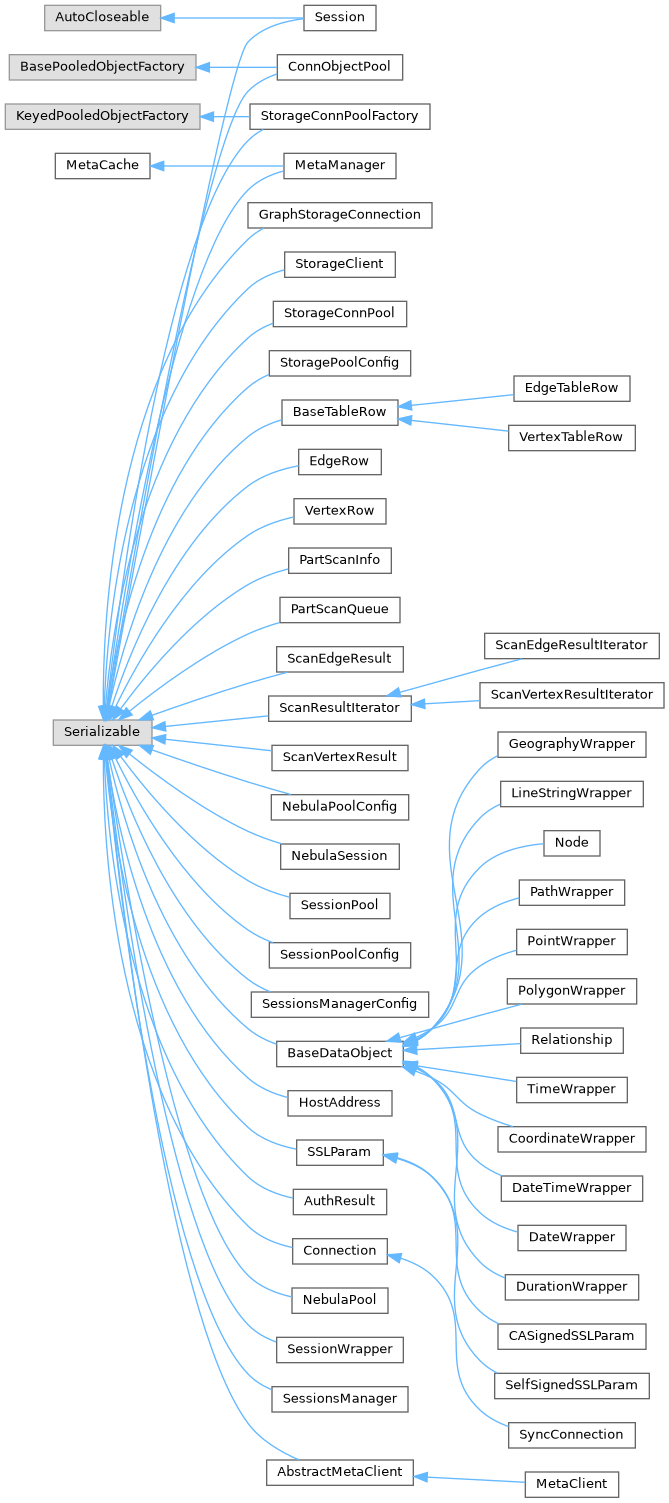 AutoCloseable
Session
BasePooledObjectFactory
ConnObjectPool
KeyedPooledObjectFactory
StorageConnPoolFactory
MetaCache
MetaManager
GraphStorageConnection
StorageClient
StorageConnPool
StoragePoolConfig
BaseTableRow
EdgeTableRow
VertexTableRow
EdgeRow
VertexRow
PartScanInfo
PartScanQueue
ScanEdgeResult
ScanEdgeResultIterator
ScanResultIterator
ScanVertexResultIterator
Serializable
ScanVertexResult
GeographyWrapper
NebulaPoolConfig
LineStringWrapper
NebulaSession
Node
SessionPool
PathWrapper
SessionPoolConfig
PointWrapper
SessionsManagerConfig
PolygonWrapper
BaseDataObject
Relationship
HostAddress
TimeWrapper
SSLParam
CoordinateWrapper
AuthResult
DateTimeWrapper
Connection
DateWrapper
NebulaPool
DurationWrapper
SessionWrapper
CASignedSSLParam
SessionsManager
SelfSignedSSLParam
SyncConnection
AbstractMetaClient
MetaClient